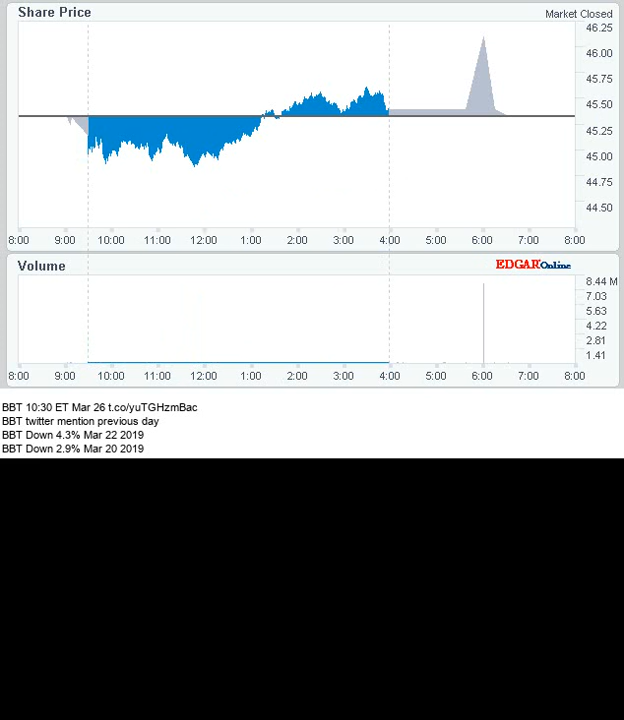 Share Price
Market Closed
46.25
46.00
45.75
45.50
45.25
45.00
44.75
44.50
8:00 9:00 10:00 11:00 12:00 1:00 2:00 3:00 4:00 5:00 6:00 7:00 8:00
Volume
EDGAR Online
8.44 M
7.03
5.63
4.22
2.81
1.41
8:00 9:00 10:00 11:00 12:00 1:00 2:00 3:00 4:00 5:00 6:00 7:00 8:00
BBT 10:30 ET Mar 26 t.co/yuTGHzmBac
BBT twitter mention previous day
BBT Down 4.3% Mar 22 2019
BBT Down 2.9% Mar 20 2019